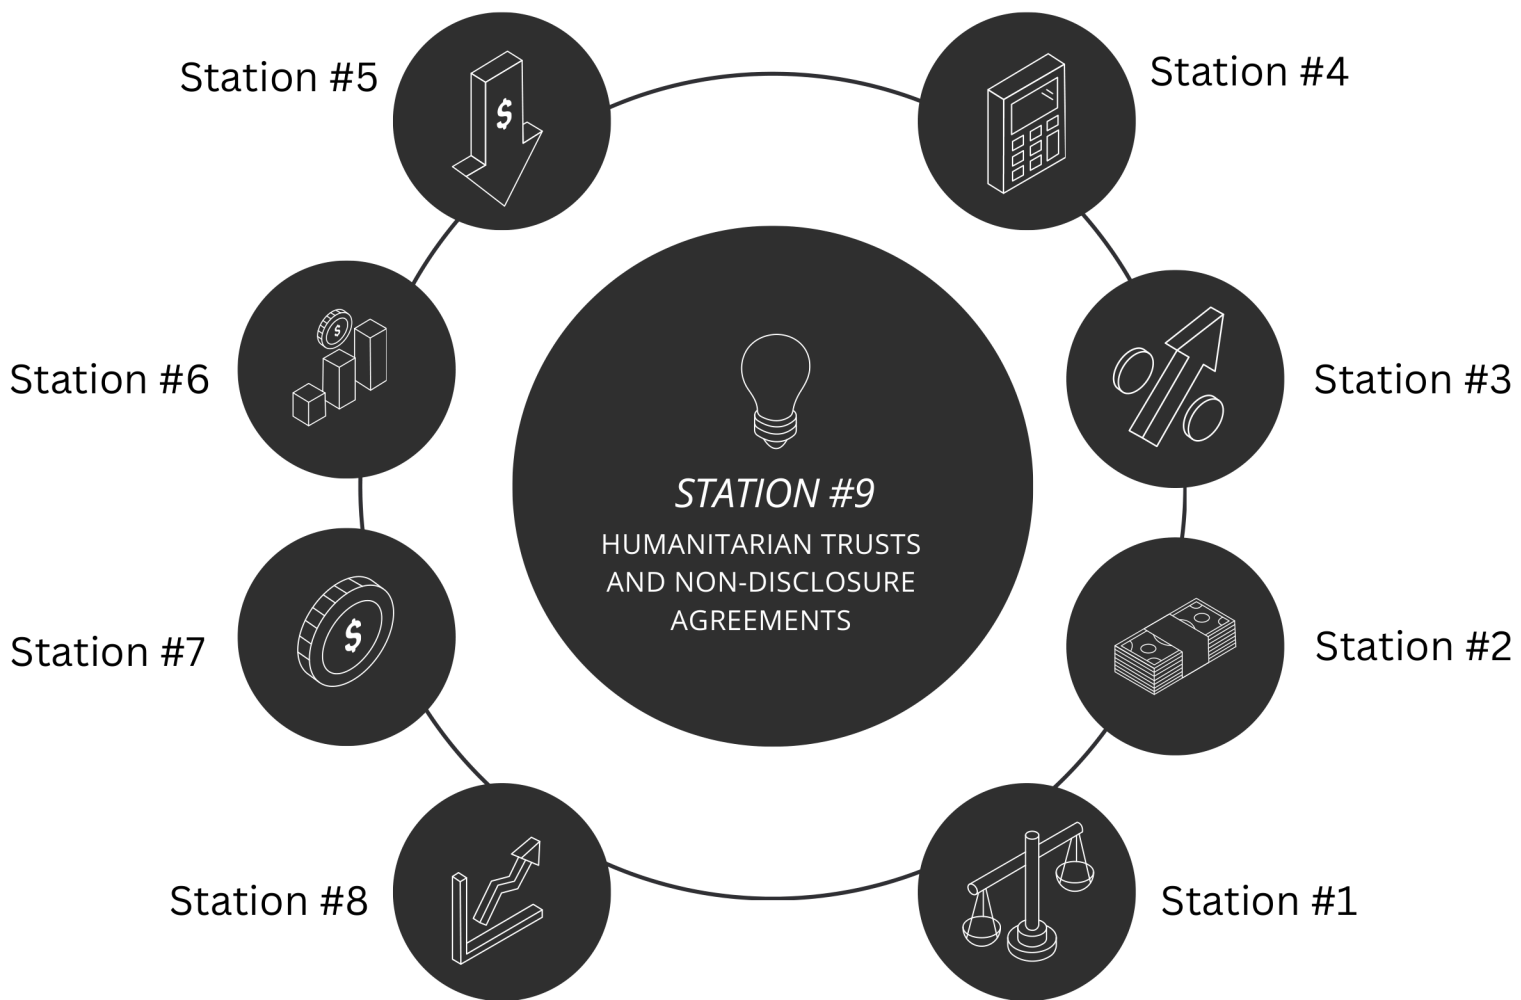 Station #5
Station #4
Station #6
Station #3
STATION #9
HUMANITARIAN TRUSTS
AND NON-DISCLOSURE
AGREEMENTS
Station #7
Station #2
Station #8
Station #1
$
$
$